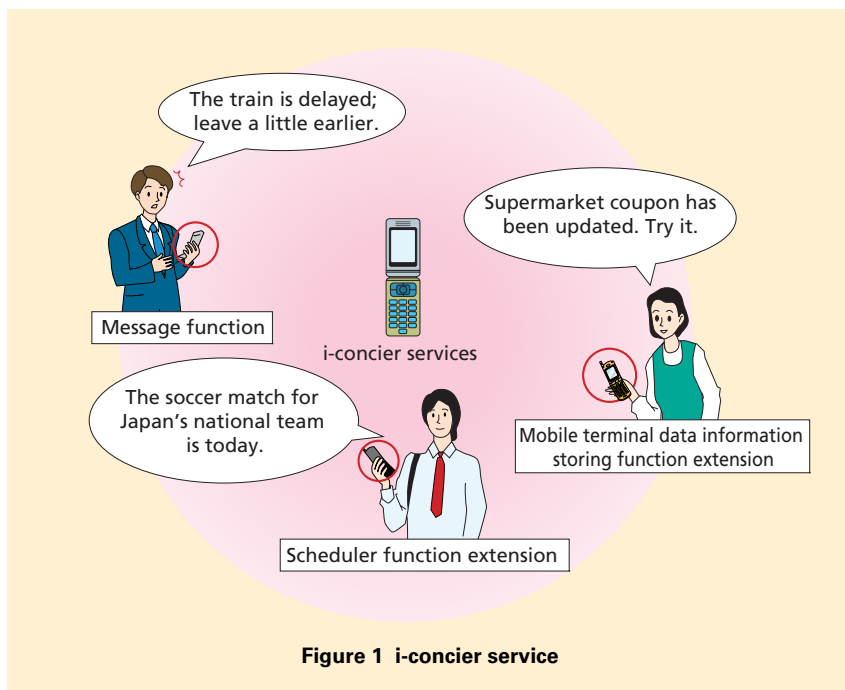 The train is delayed;
leave a little earlier.
Message function
Supermarket coupon has
been updated. Try it.
i-concier services
The soccer match for
Japan's national team
is today.
Mobile terminal data information
storing function extension
Scheduler function extension
Figure 1 i-concier service